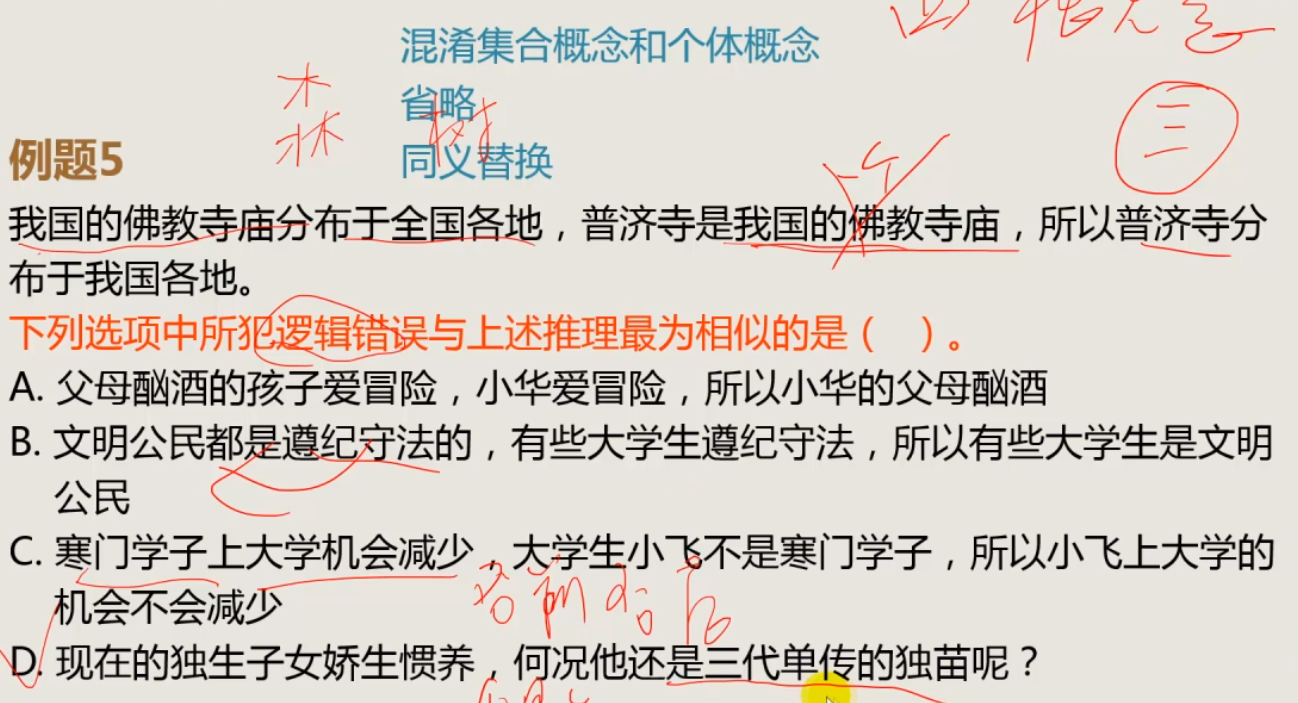 混淆集合概念和个体概念
省略
例题5
同义替换
森 树
一个
三
我国的佛教寺庙分布于全国各地，普济寺是我国的佛教寺庙，所以普济寺分
布于我国各地。
下列选项中所犯逻辑错误与上述推理最为相似的是（ ）。
A. 父母酗酒的孩子爱冒险，小华爱冒险，所以小华的父母酗酒
B. 文明公民都是遵纪守法的，有些大学生遵纪守法，所以有些大学生是文明
公民
C. 寒门学子上大学机会减少，大学生小飞不是寒门学子，所以小飞上大学的
机会不会减少
否前 否后
D. 现在的独生子女娇生惯养，何况他还是三代单传的独苗呢？